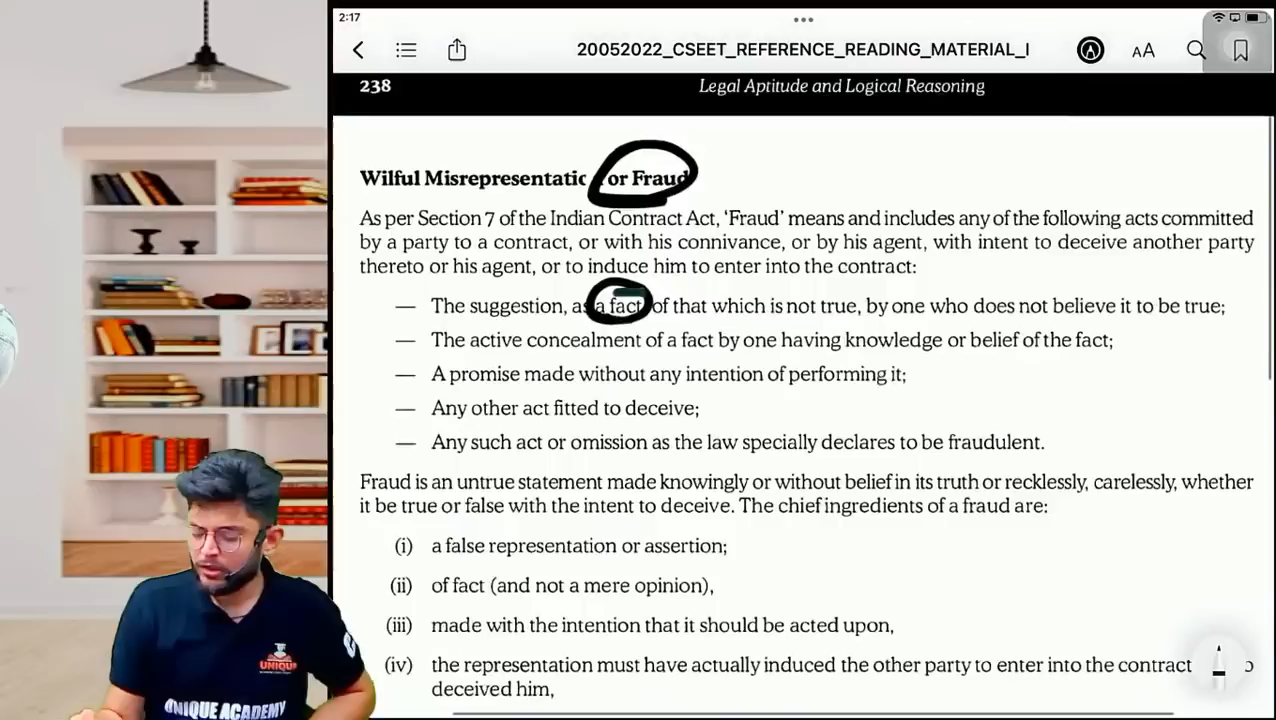 2:17
20052022_CSEET_REFERENCE_READING_MATERIAL_I
AA
238 Legal Aptitude and Logical Reasoning
Wilful Misrepresentatio or Fraud
As per Section 7 of the Indian Contract Act, ‘Fraud’ means and includes any of the following acts committed
by a party to a contract, or with his connivance, or by his agent, with intent to deceive another party
thereto or his agent, or to induce him to enter into the contract:
— The suggestion, as a fact of that which is not true, by one who does not believe it to be true;
— The active concealment of a fact by one having knowledge or belief of the fact;
— A promise made without any intention of performing it;
— Any other act fitted to deceive;
— Any such act or omission as the law specially declares to be fraudulent.
Fraud is an untrue statement made knowingly or without belief in its truth or recklessly, carelessly, whether
it be true or false with the intent to deceive. The chief ingredients of a fraud are:
(i) a false representation or assertion;
(ii) of fact (and not a mere opinion),
(iii) made with the intention that it should be acted upon,
(iv) the representation must have actually induced the other party to enter into the contract
deceived him,
UNIQUE
UNIQUE ACADEMY